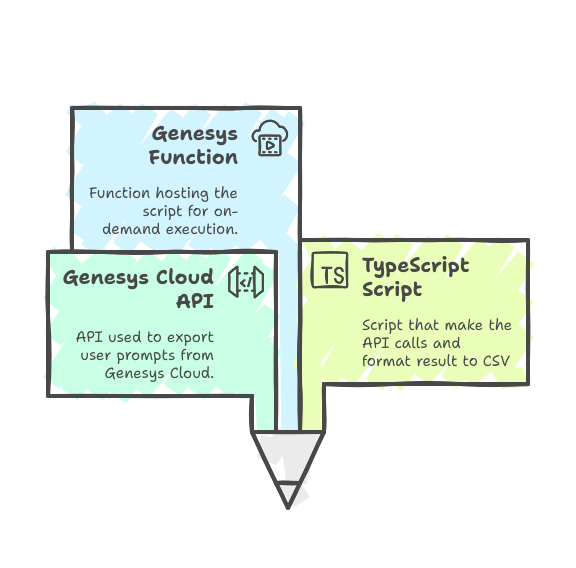 Genesys
Function
Function hosting the
script for on-
demand execution.
Genesys Cloud
API
API used to export
user prompts from
Genesys Cloud.
TS
TypeScript
Script
Script that make the
API calls and
format result to CSV